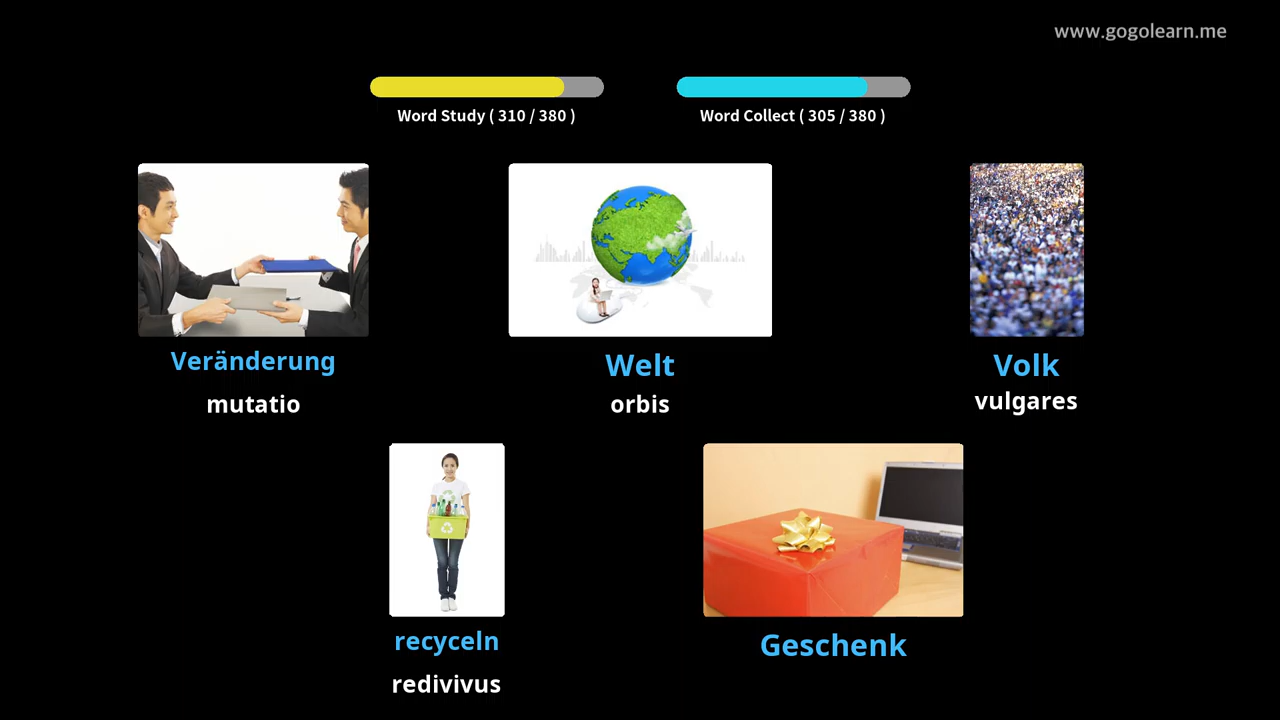 www.gogolearn.me
Word Study ( 310 / 380 )
Word Collect ( 305 / 380 )
Veränderung
mutatio
Welt
orbis
Volk
vulgares
recyceln
redivivus
Geschenk